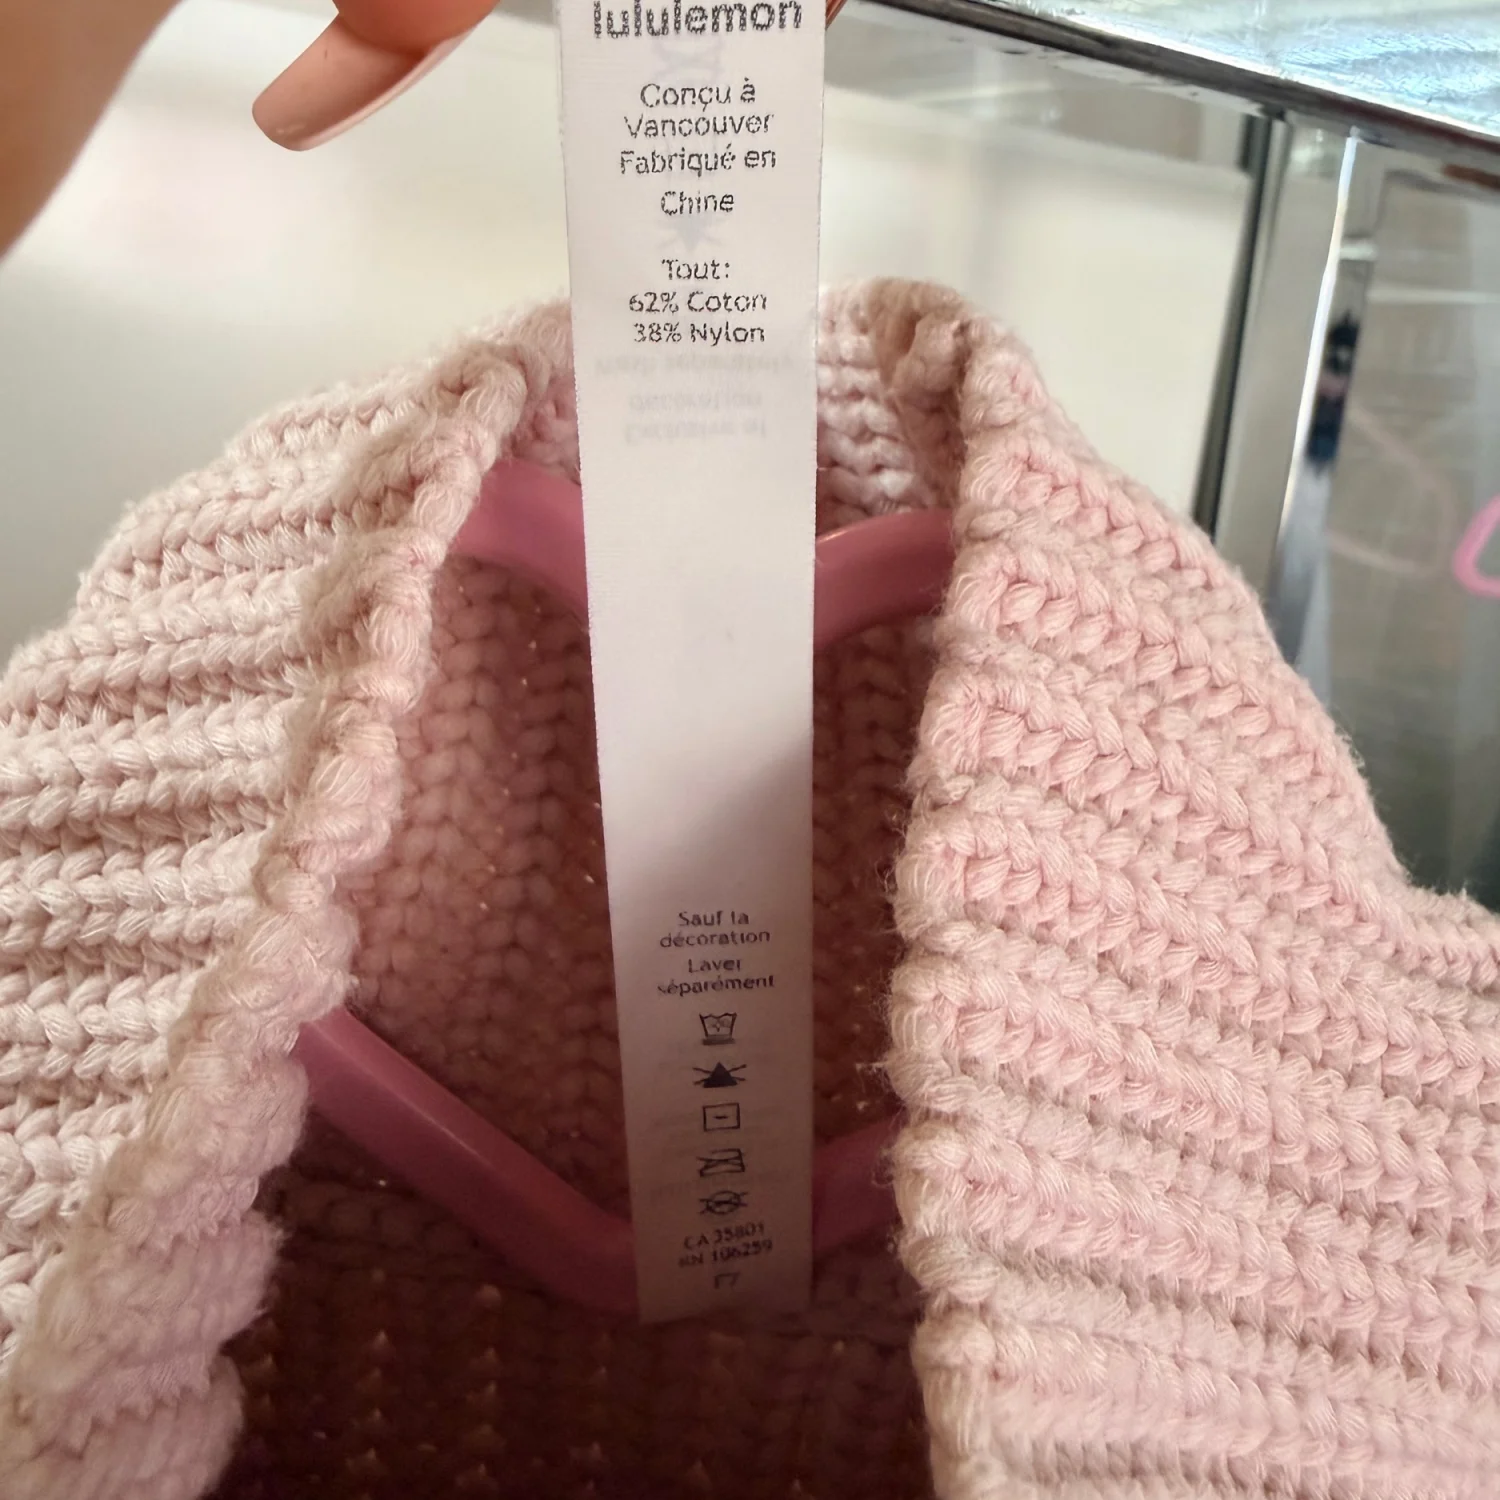 lululemon
Conçu à
Vancouver
Fabriqué en
Chine
Tout:
62% Coton
38% Nylon
Sauf la
décoration
Laver
séparément
CA 35801
RN 106259